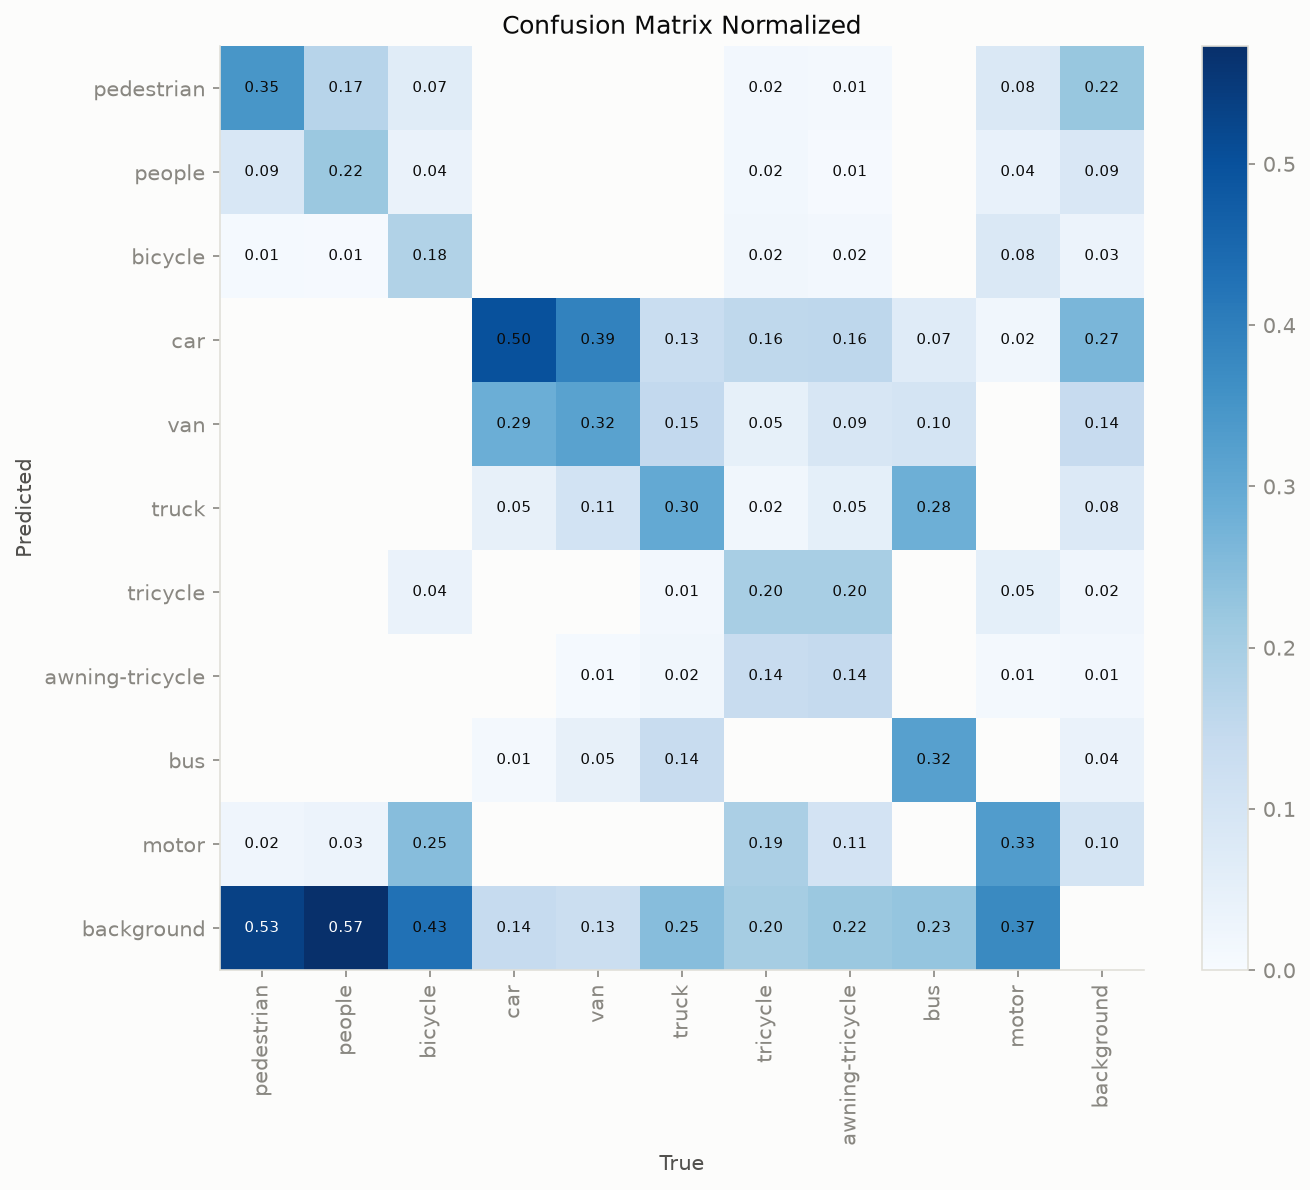 Confusion Matrix Normalized
pedestrian 0.35 0.17 0.07 0.02 0.01 0.08 0.22
people 0.09 0.22 0.04 0.02 0.01 0.04 0.09
bicycle 0.01 0.01 0.18 0.02 0.02 0.08 0.03
car 0.50 0.39 0.13 0.16 0.16 0.07 0.02 0.27
van 0.29 0.32 0.15 0.05 0.09 0.10 0.14
truck 0.05 0.11 0.30 0.02 0.05 0.28 0.08
tricycle 0.04 0.01 0.20 0.20 0.05 0.02
awning-tricycle 0.01 0.02 0.14 0.14 0.01 0.01
bus 0.01 0.05 0.14 0.32 0.04
motor 0.02 0.03 0.25 0.19 0.11 0.33 0.10
background 0.53 0.57 0.43 0.14 0.13 0.25 0.20 0.22 0.23 0.37
Predicted
pedestrian
people
bicycle
car
van
truck
tricycle
awning-tricycle
bus
motor
background
True
0.5
0.4
0.3
0.2
0.1
0.0